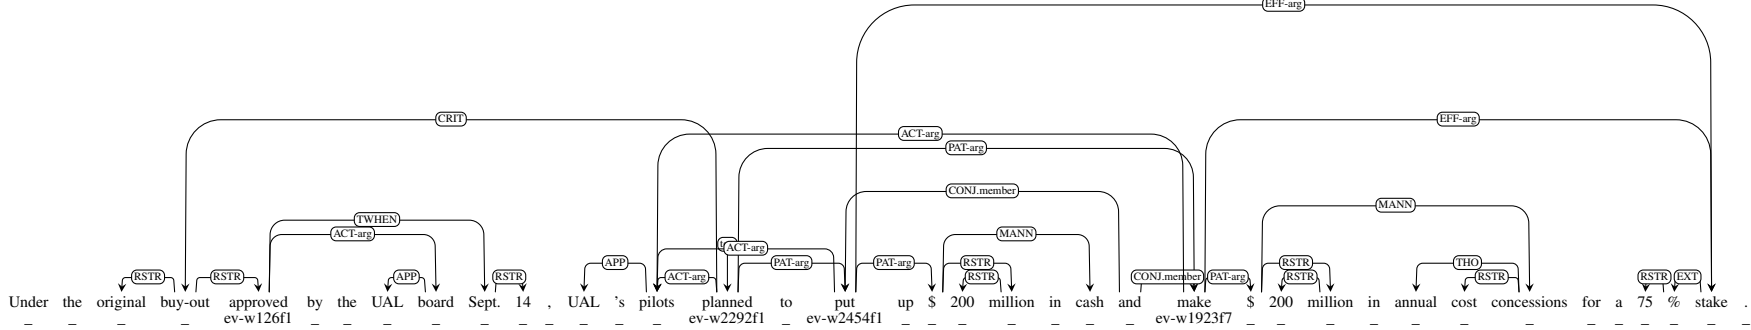 EFF-arg
CRIT EFF-arg
ACT-arg
PAT-arg
CONJ.member
MANN
TWHEN
ACT-arg MANN
ACT-arg
RSTR RSTR APP RSTR APP ACT-arg PAT-arg PAT-arg RSTR RSTR CONJ.member PAT-arg RSTR RSTR THO RSTR RSTR EXT
Under the original buy-out approved by the UAL board Sept. 14 , UAL 's pilots planned to put up $ 200 million in cash and make $ 200 million in annual cost concessions for a 75 % stake .
_ _ _ _ ev-w126f1 _ _ _ _ _ _ _ _ _ _ ev-w2292f1 _ ev-w2454f1 _ _ _ _ _ _ _ ev-w1923f7 _ _ _ _ _ _ _ _ _ _ _ _ _